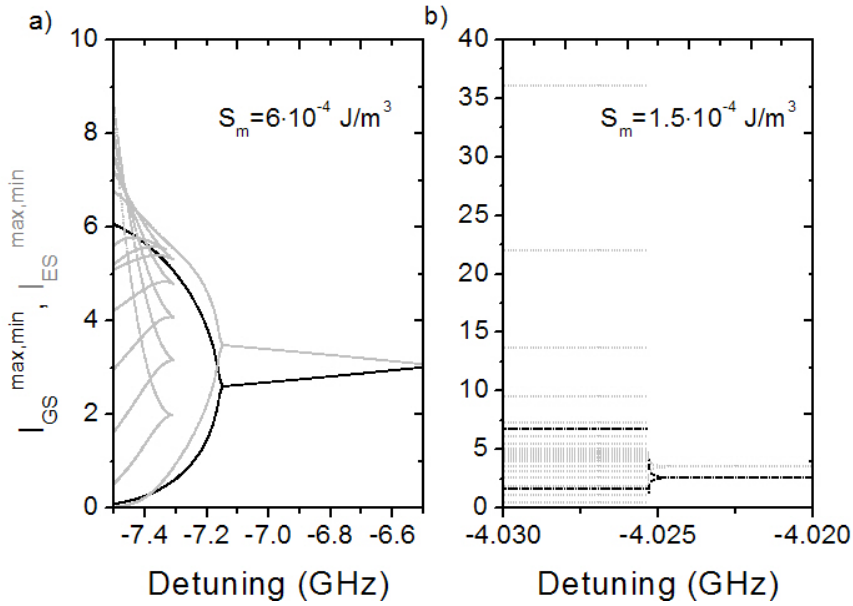 a)
b)
S_m=6·10^-4 J/m^3
S_m=1.5·10^-4 J/m^3
I_GS^max,min, I_ES^max,min
10
8
6
4
2
0
-7.4 -7.2 -7.0 -6.8 -6.6
Detuning (GHz)
40
35
30
25
20
15
10
5
0
-4.030 -4.025 -4.020
Detuning (GHz)